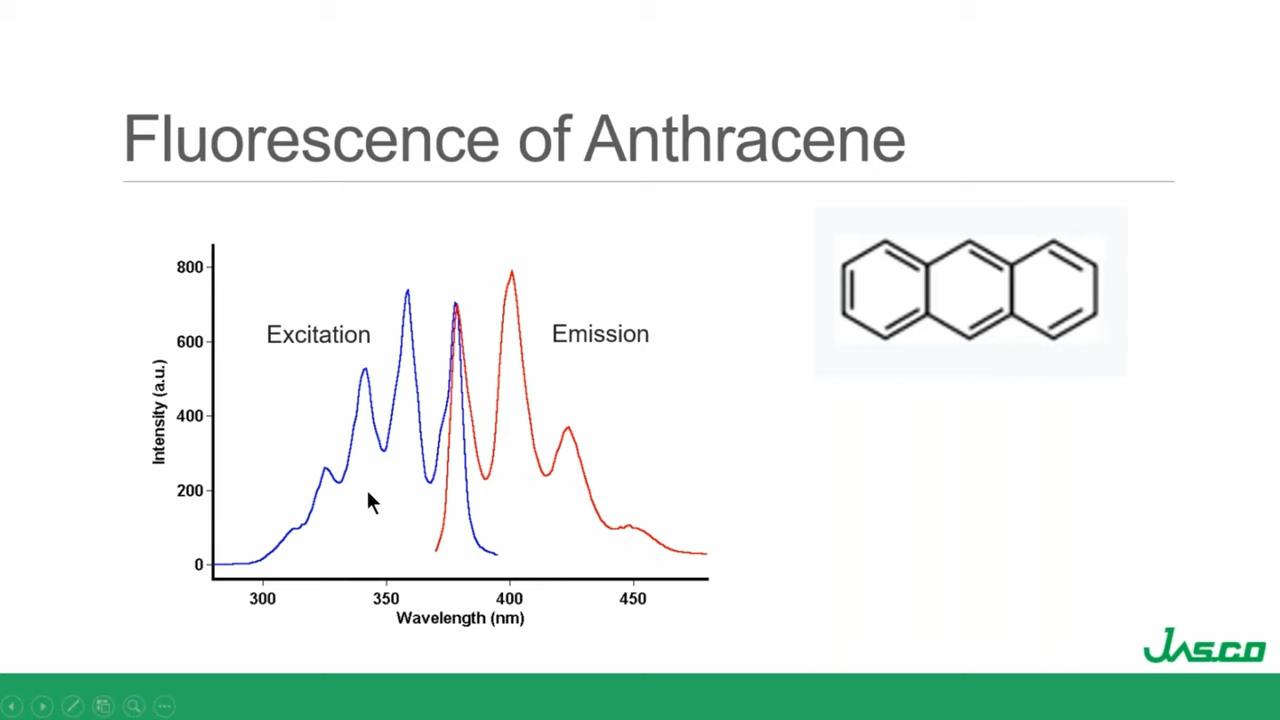 Fluorescence of Anthracene
800
600
400
200
0
Intensity (a.u.)
Excitation
Emission
300
350
400
450
Wavelength (nm)
JASCO